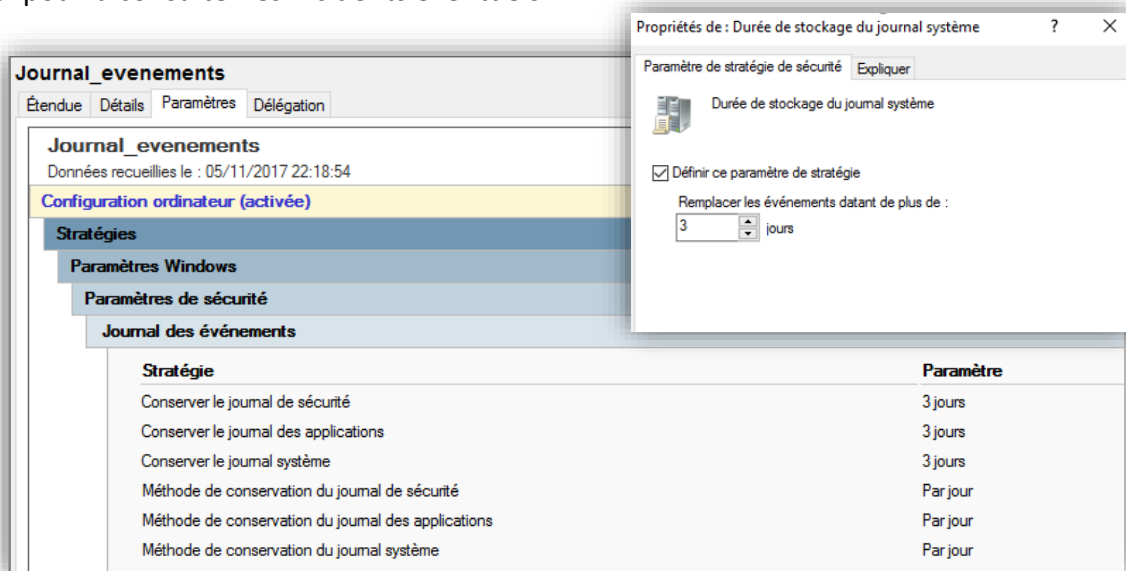 Propriétés de : Durée de stockage du journal système ? ×
Paramètre de stratégie de sécurité Expliquer
Durée de stockage du journal système
Définir ce paramètre de stratégie
Remplacer les événements datant de plus de :
3 jours
Journal_evenements
Étendue Détails Paramètres Délégation
Journal_evenements
Données recueillies le : 05/11/2017 22:18:54
Configuration ordinateur (activée)
Stratégies
Paramètres Windows
Paramètres de sécurité
Journal des événements
Stratégie Paramètre
Conserver le journal de sécurité 3 jours
Conserver le journal des applications 3 jours
Conserver le journal système 3 jours
Méthode de conservation du journal de sécurité Par jour
Méthode de conservation du journal des applications Par jour
Méthode de conservation du journal système Par jour